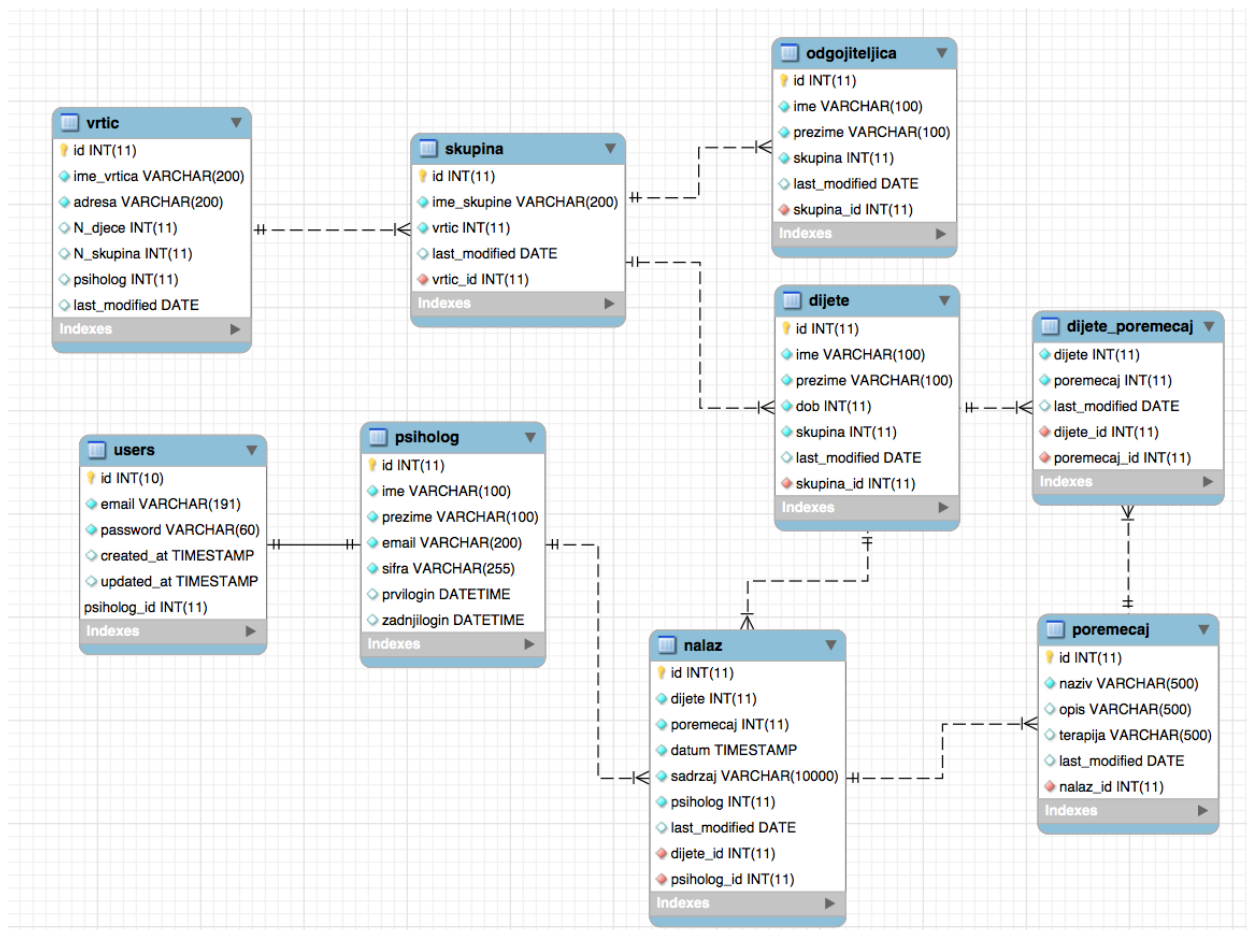 vrtic
id INT(11)
ime_vrtica VARCHAR(200)
adresa VARCHAR(200)
N_djece INT(11)
N_skupina INT(11)
psiholog INT(11)
last_modified DATE
Indexes
skupina
id INT(11)
ime_skupine VARCHAR(200)
vrtic INT(11)
last_modified DATE
vrtic_id INT(11)
Indexes
odgojiteljica
id INT(11)
ime VARCHAR(100)
prezime VARCHAR(100)
skupina INT(11)
last_modified DATE
skupina_id INT(11)
Indexes
dijete
id INT(11)
ime VARCHAR(100)
prezime VARCHAR(100)
dob INT(11)
skupina INT(11)
last_modified DATE
skupina_id INT(11)
Indexes
dijete_poremecaj
dijete INT(11)
poremecaj INT(11)
last_modified DATE
dijete_id INT(11)
poremecaj_id INT(11)
Indexes
users
id INT(10)
email VARCHAR(191)
password VARCHAR(60)
created_at TIMESTAMP
updated_at TIMESTAMP
psiholog_id INT(11)
Indexes
psiholog
id INT(11)
ime VARCHAR(100)
prezime VARCHAR(100)
email VARCHAR(200)
sifra VARCHAR(255)
prvilogin DATETIME
zadnjilogin DATETIME
Indexes
nalaz
id INT(11)
dijete INT(11)
poremecaj INT(11)
datum TIMESTAMP
sadrzaj VARCHAR(10000)
psiholog INT(11)
last_modified DATE
dijete_id INT(11)
psiholog_id INT(11)
Indexes
poremecaj
id INT(11)
naziv VARCHAR(500)
opis VARCHAR(500)
terapija VARCHAR(500)
last_modified DATE
nalaz_id INT(11)
Indexes